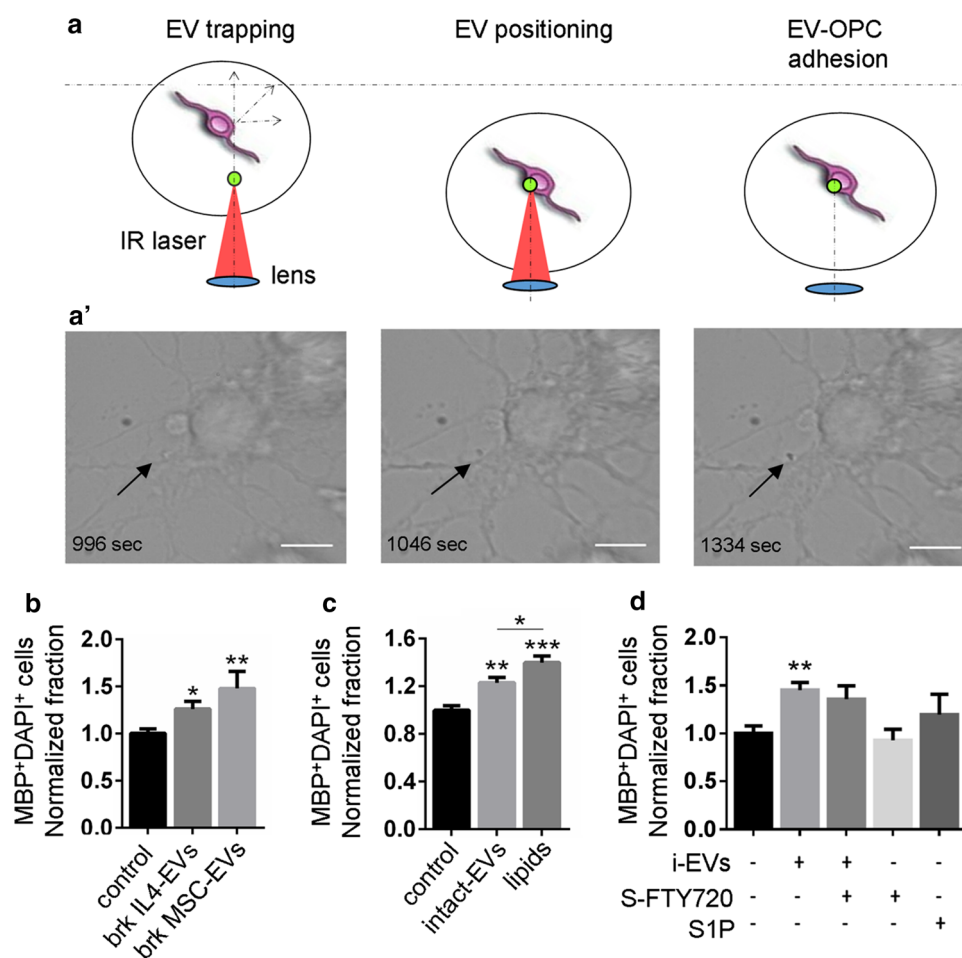 a
EV trapping
EV positioning
EV-OPC
adhesion
IR laser
lens
a'
996 sec
1046 sec
1334 sec
b
MBP⁺DAPI⁺ cells
Normalized fraction
2.0
1.5
1.0
0.5
0.0
*
**
control
brk IL4-EVs
brk MSC-EVs
c
MBP⁺DAPI⁺ cells
Normalized fraction
1.6
1.2
0.8
0.4
0.0
*
**
***
control
intact-EVs
lipids
d
MBP⁺DAPI⁺ cells
Normalized fraction
2.0
1.5
1.0
0.5
0.0
**
i-EVs - + + - -
S-FTY720 - - + + -
S1P - - - - +